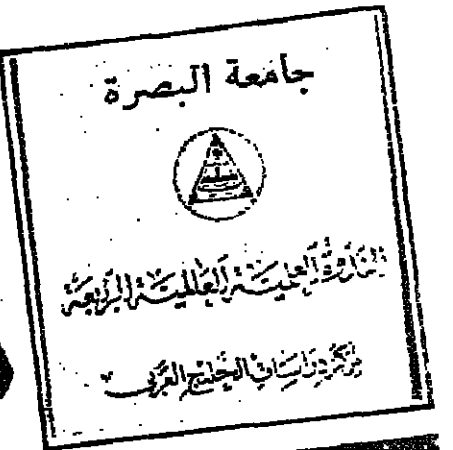 جامعة البصرة
الندوة العلمية العالمية الرابعة
مركز دراسات الخليج العربي